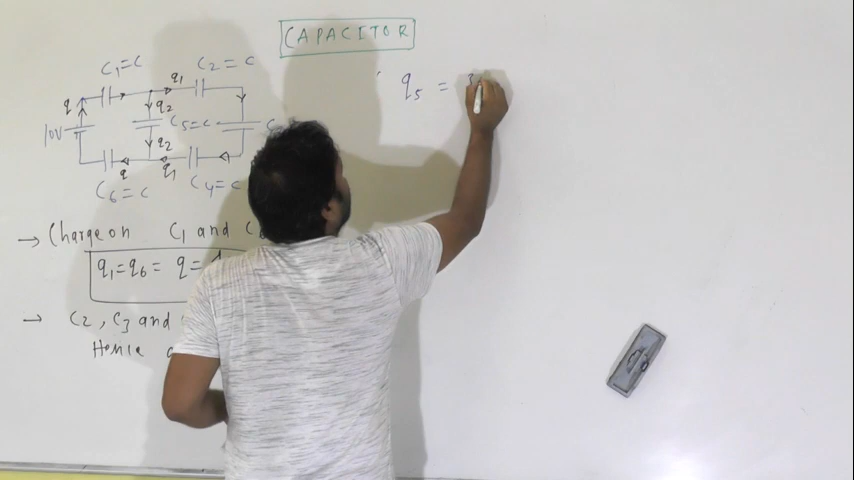 CAPACITOR
C1=C
C2 = C
q
q1
q2
10V
C5=C
q2
q
q1
C6=C
C4=C
q5 = 3
→ Charge on C1 and
q1=q6= q=
→ C2, C3 and
Hence